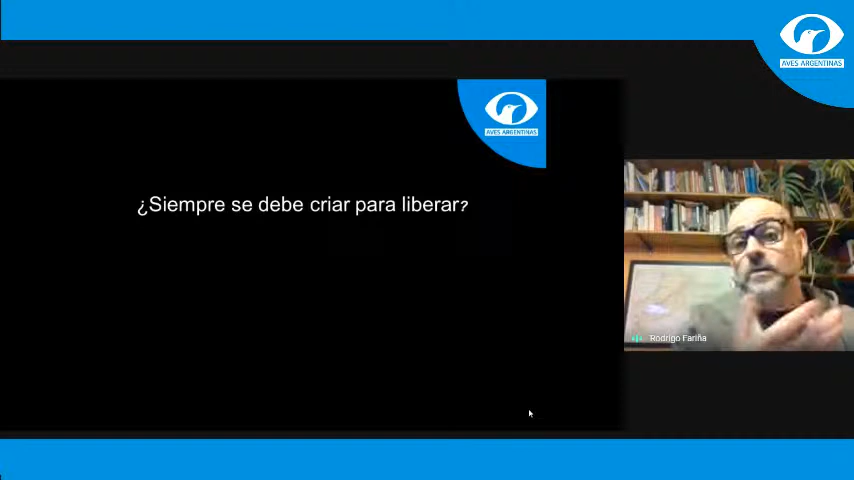 AVES ARGENTINAS
AVES ARGENTINAS
¿Siempre se debe criar para liberar?
Rodrigo Fariña